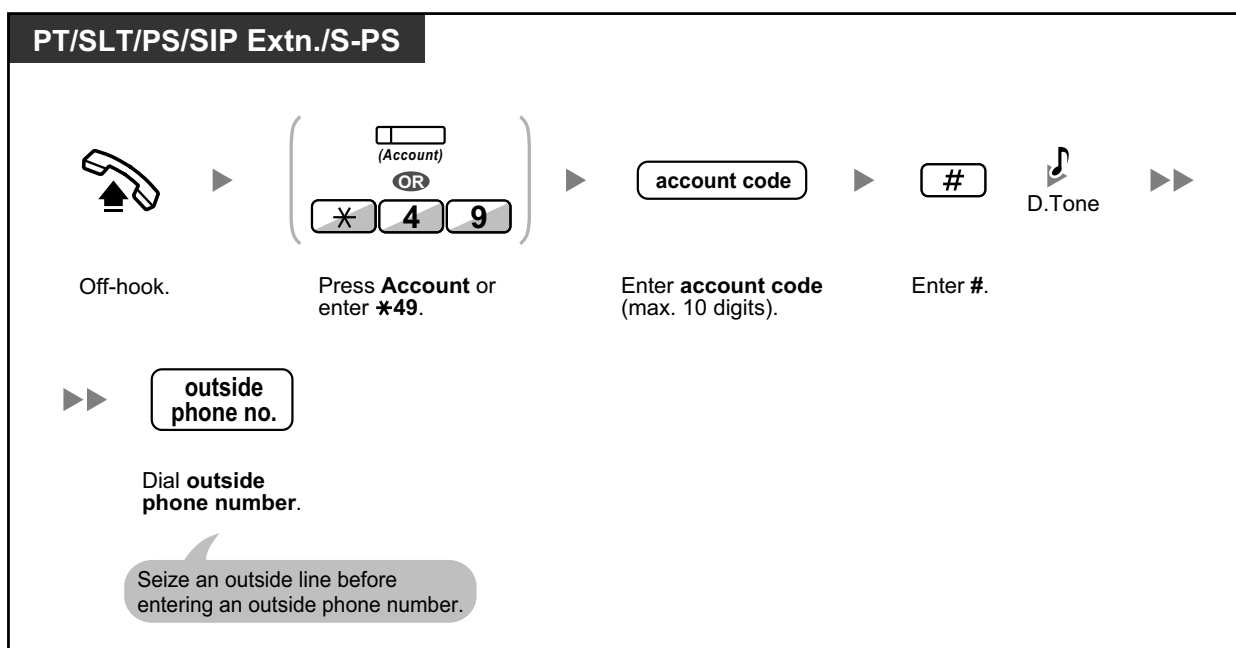 PT/SLT/PS/SIP Extn./S-PS
(Account)
OR
* 4 9
account code
#
D.Tone
Off-hook.
Press Account or
enter *49.
Enter account code
(max. 10 digits).
Enter #.
outside
phone no.
Dial outside
phone number.
Seize an outside line before
entering an outside phone number.